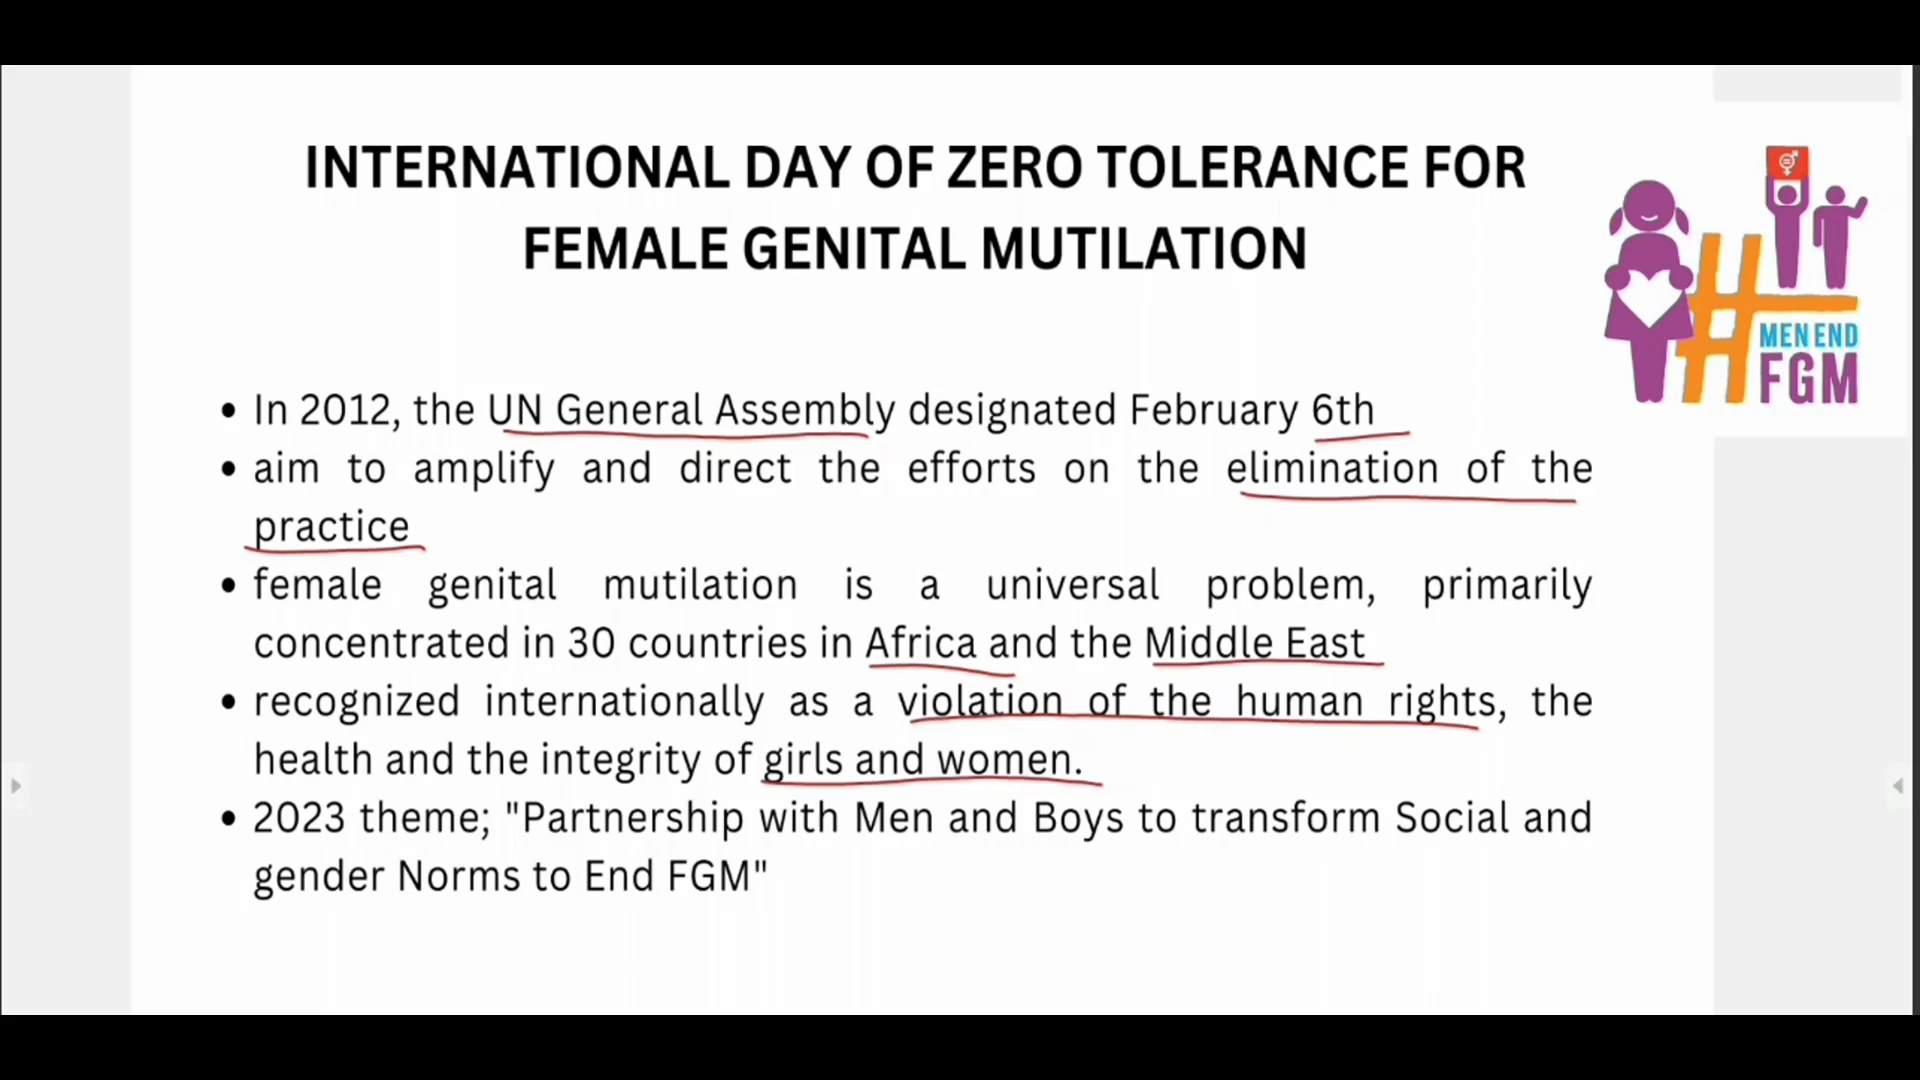 INTERNATIONAL DAY OF ZERO TOLERANCE FOR
FEMALE GENITAL MUTILATION
MEN END
FGM
• In 2012, the UN General Assembly designated February 6th
• aim to amplify and direct the efforts on the elimination of the
practice
• female genital mutilation is a universal problem, primarily
concentrated in 30 countries in Africa and the Middle East
• recognized internationally as a violation of the human rights, the
health and the integrity of girls and women.
• 2023 theme; "Partnership with Men and Boys to transform Social and
gender Norms to End FGM"